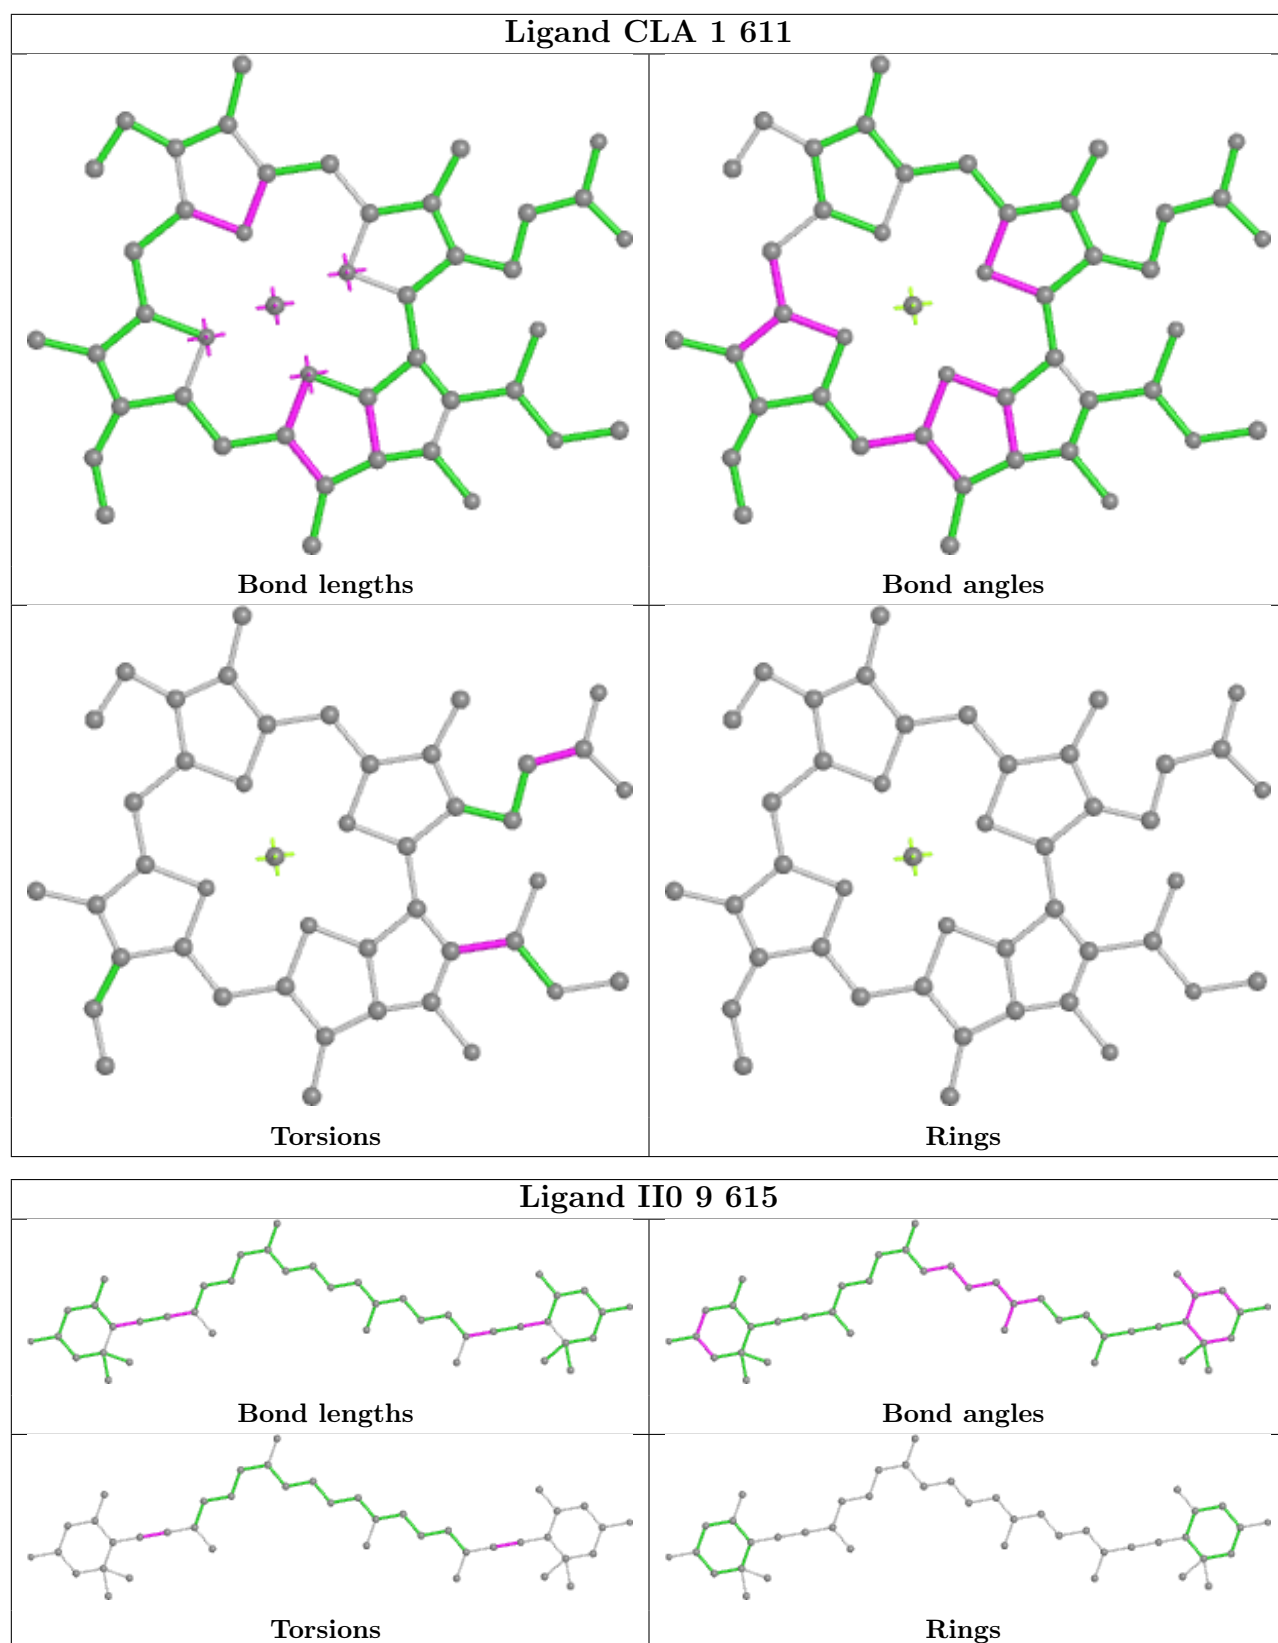 Ligand CLA 1 611
Bond lengths
Bond angles
Torsions
Rings
Ligand II0 9 615
Bond lengths
Bond angles
Torsions
Rings